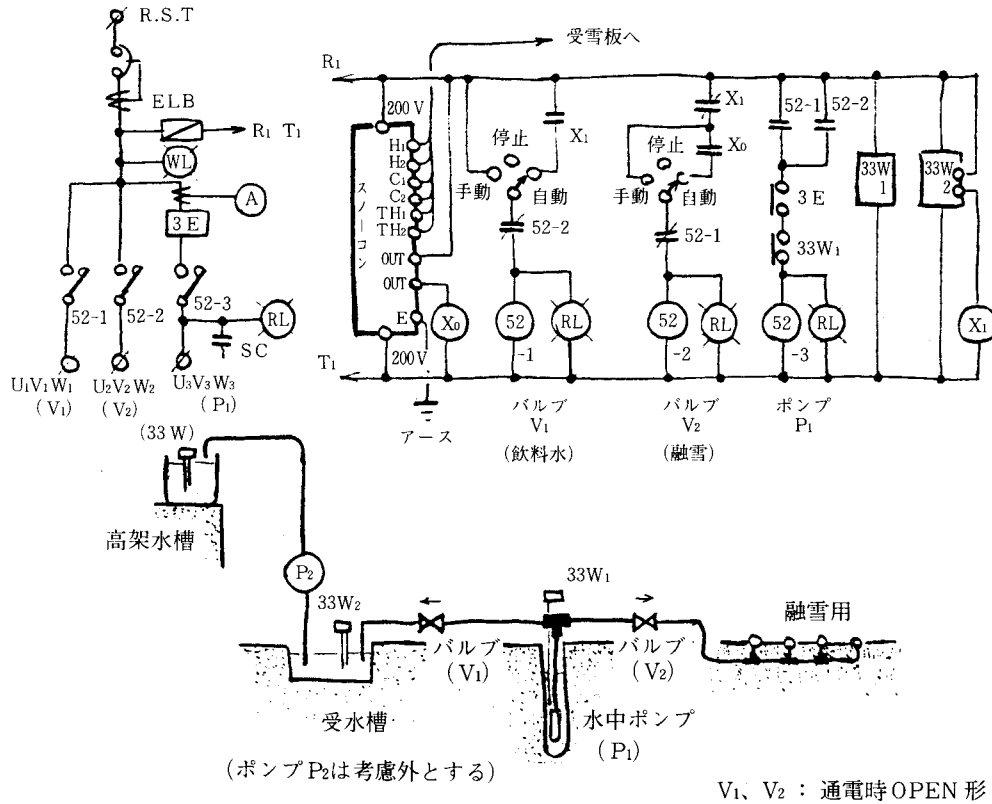 R.S.T
ELB
R1 T1
WL
A
3E
52-1
52-2
52-3
RL
SC
U1V1W1
(V1)
U2V2W2
(V2)
U3V3W3
(P1)
受雪板へ
R1
200V
スノーコン
H1
H2
C1
C2
TH1
TH2
OUT
OUT
E
200V
T1
アース
X0
停止
手動
自動
X1
52-2
52
-1
RL
バルブ
V1
(飲料水)
X1
X0
停止
手動
自動
52-1
52
-2
RL
バルブ
V2
(融雪)
52-1
52-2
3E
33W1
52
-3
RL
ポンプ
P1
33W
1
33W
2
X1
(33W)
高架水槽
P2
33W2
受水槽
バルブ
(V1)
33W1
バルブ
(V2)
水中ポンプ
(P1)
融雪用
(ポンプP2は考慮外とする)
V1、V2 : 通電時OPEN形